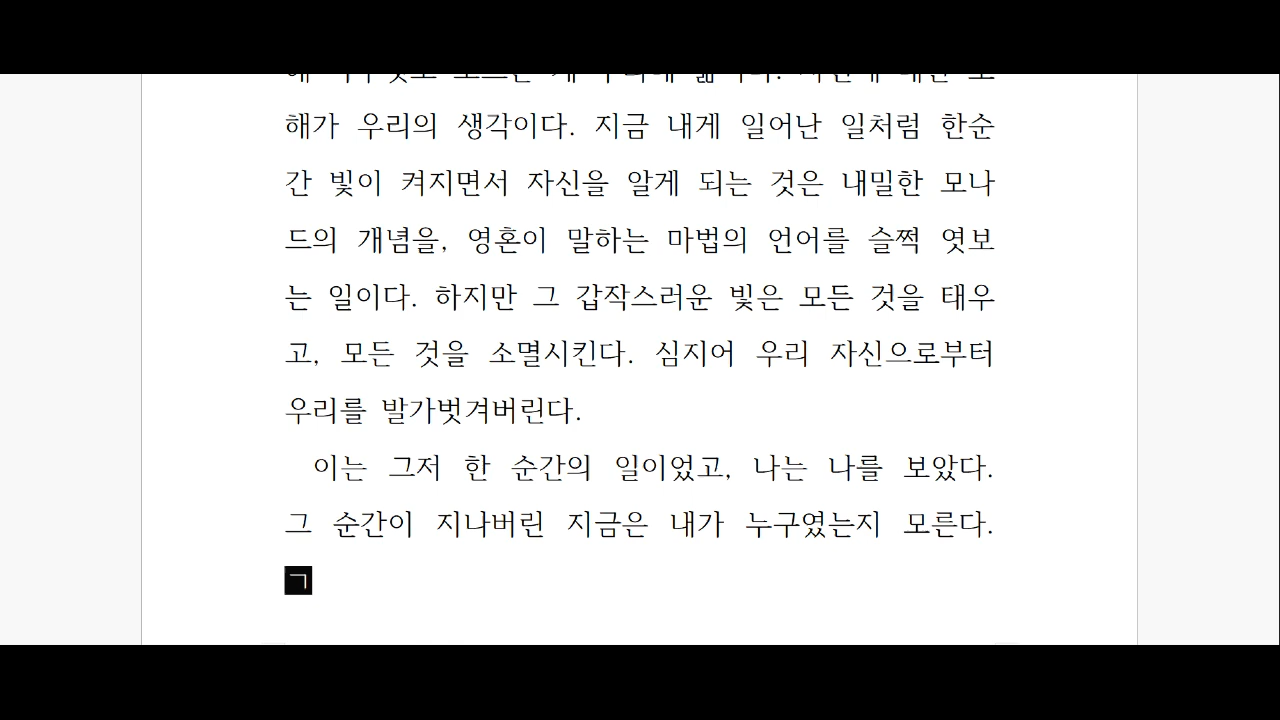 해가 우리의 생각이다. 지금 내게 일어난 일처럼 한순
간 빛이 켜지면서 자신을 알게 되는 것은 내밀한 모나
드의 개념을, 영혼이 말하는 마법의 언어를 슬쩍 엿보
는 일이다. 하지만 그 갑작스러운 빛은 모든 것을 태우
고, 모든 것을 소멸시킨다. 심지어 우리 자신으로부터
우리를 발가벗겨버린다.
이는 그저 한 순간의 일이었고, 나는 나를 보았다.
그 순간이 지나버린 지금은 내가 누구였는지 모른다.
ㄱ